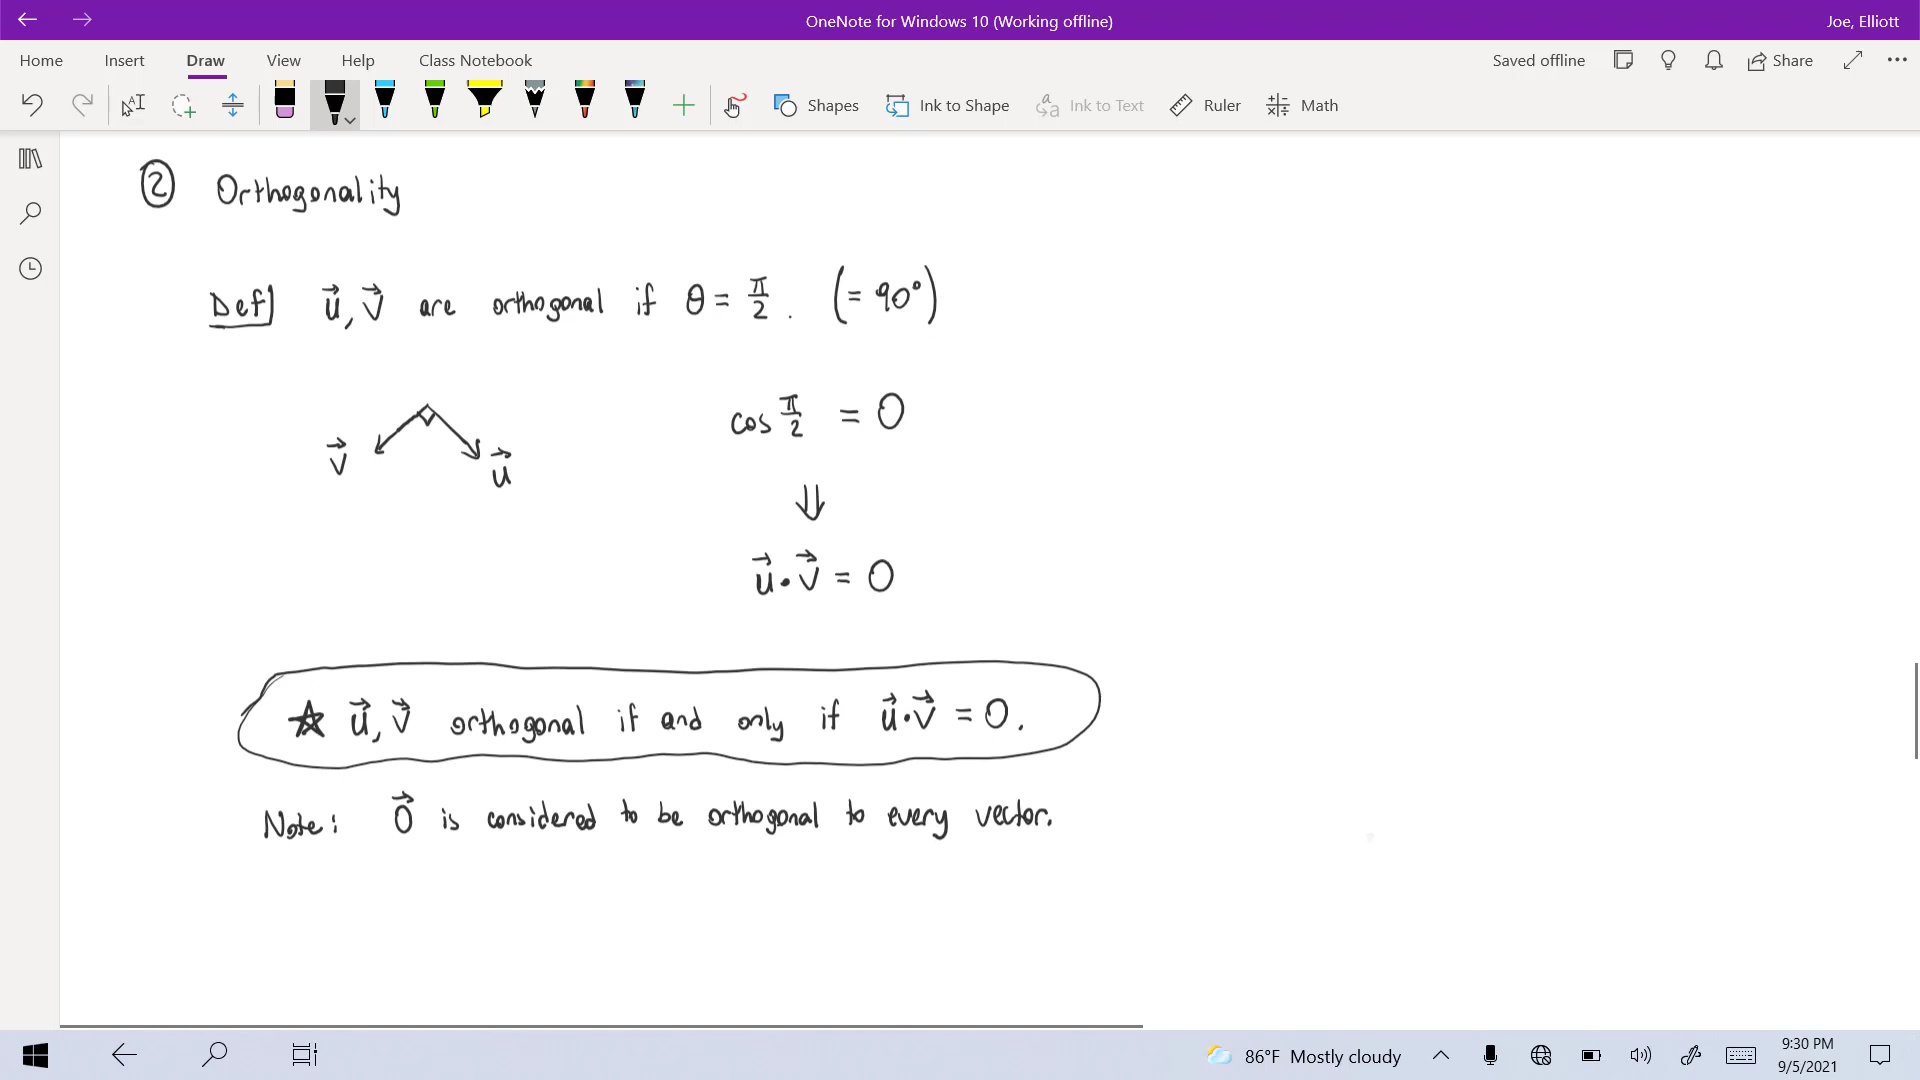 OneNote for Windows 10 (Working offline)
Joe, Elliott
Home Insert Draw View Help Class Notebook
Saved offline Share
Shapes Ink to Shape Ink to Text Ruler Math
② Orthogonality
Def] u⃗, v⃗ are orthogonal if θ = π/2 . (= 90°)
cos π/2 = 0
v⃗ u⃗
⇓
u⃗ · v⃗ = 0
☆ u⃗, v⃗ orthogonal if and only if u⃗ · v⃗ = 0.
Note: 0⃗ is considered to be orthogonal to every vector.
86°F Mostly cloudy
9:30 PM
9/5/2021